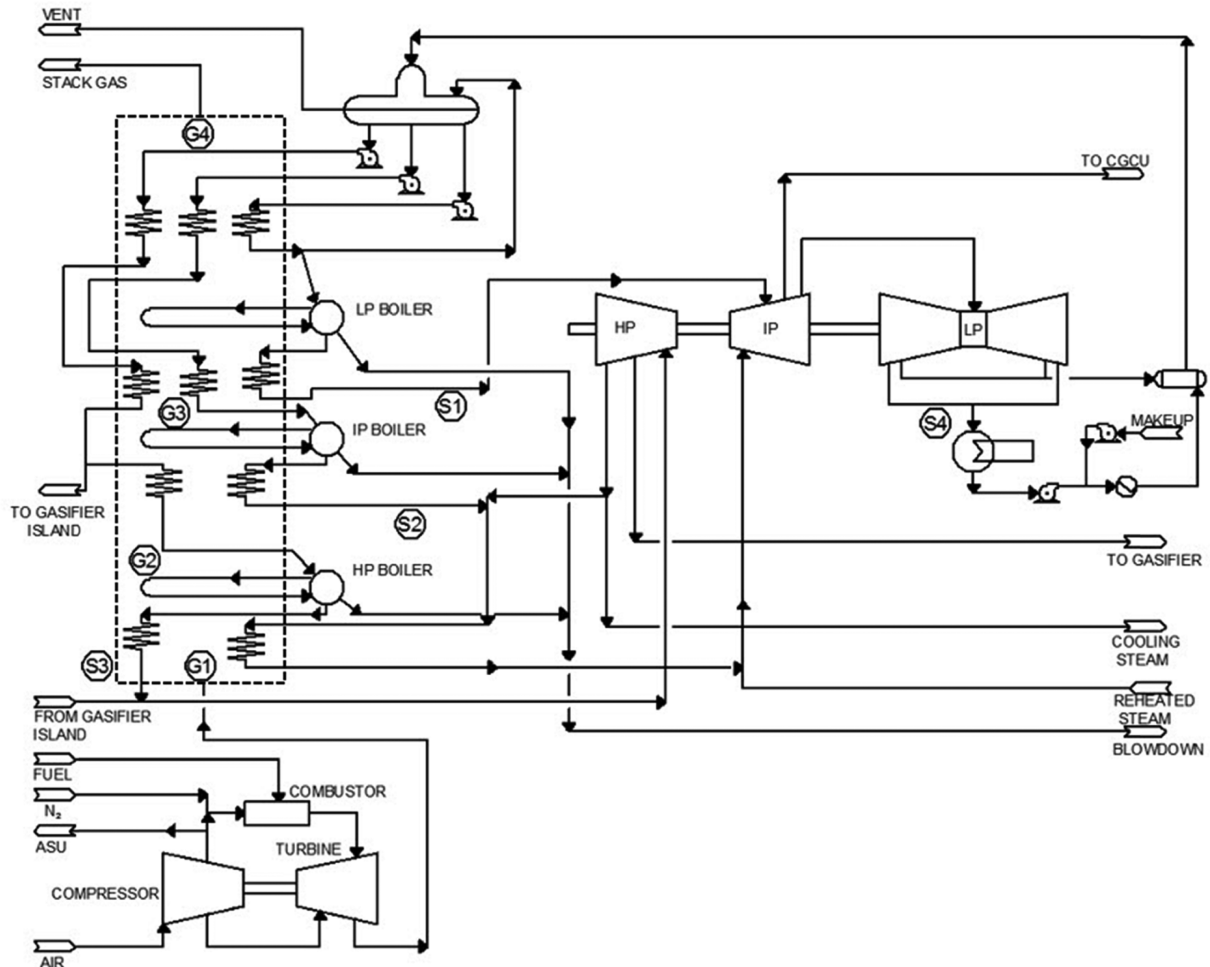 VENT
STACK GAS
G4
TO CGCU
LP BOILER
HP
IP
LP
S1
G3
IP BOILER
S4
MAKEUP
TO GASIFIER
ISLAND
S2
G2
HP BOILER
TO GASIFIER
COOLING
STEAM
S3
G1
FROM GASIFIER
ISLAND
REHEATED
STEAM
BLOWDOWN
FUEL
COMBUSTOR
N₂
ASU
TURBINE
COMPRESSOR
AIR